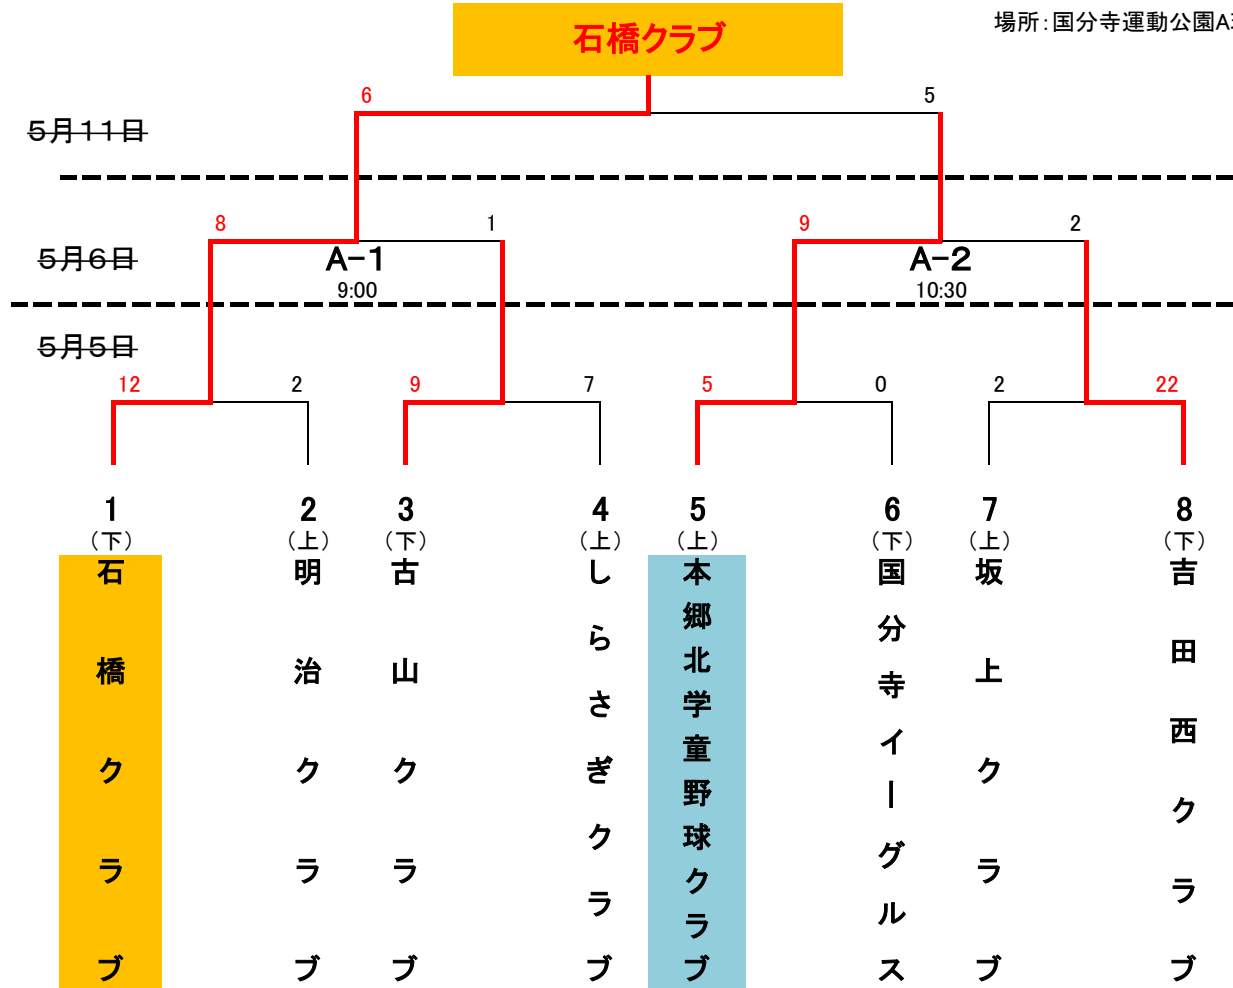 場所：国分寺運動公園A
石橋クラブ
6
5
5月11日
8
1
9
2
5月6日
A-1
A-2
9:00
10:30
5月5日
12
2
9
7
5
0
2
22
1
2
3
4
5
6
7
8
（下）
（上）
（下）
（上）
（上）
（下）
（上）
（下）
石橋クラブ
明治クラブ
古山クラブ
しらさぎクラブ
本郷北学童野球クラブ
国分寺イーグルス
坂上クラブ
吉田西クラブ